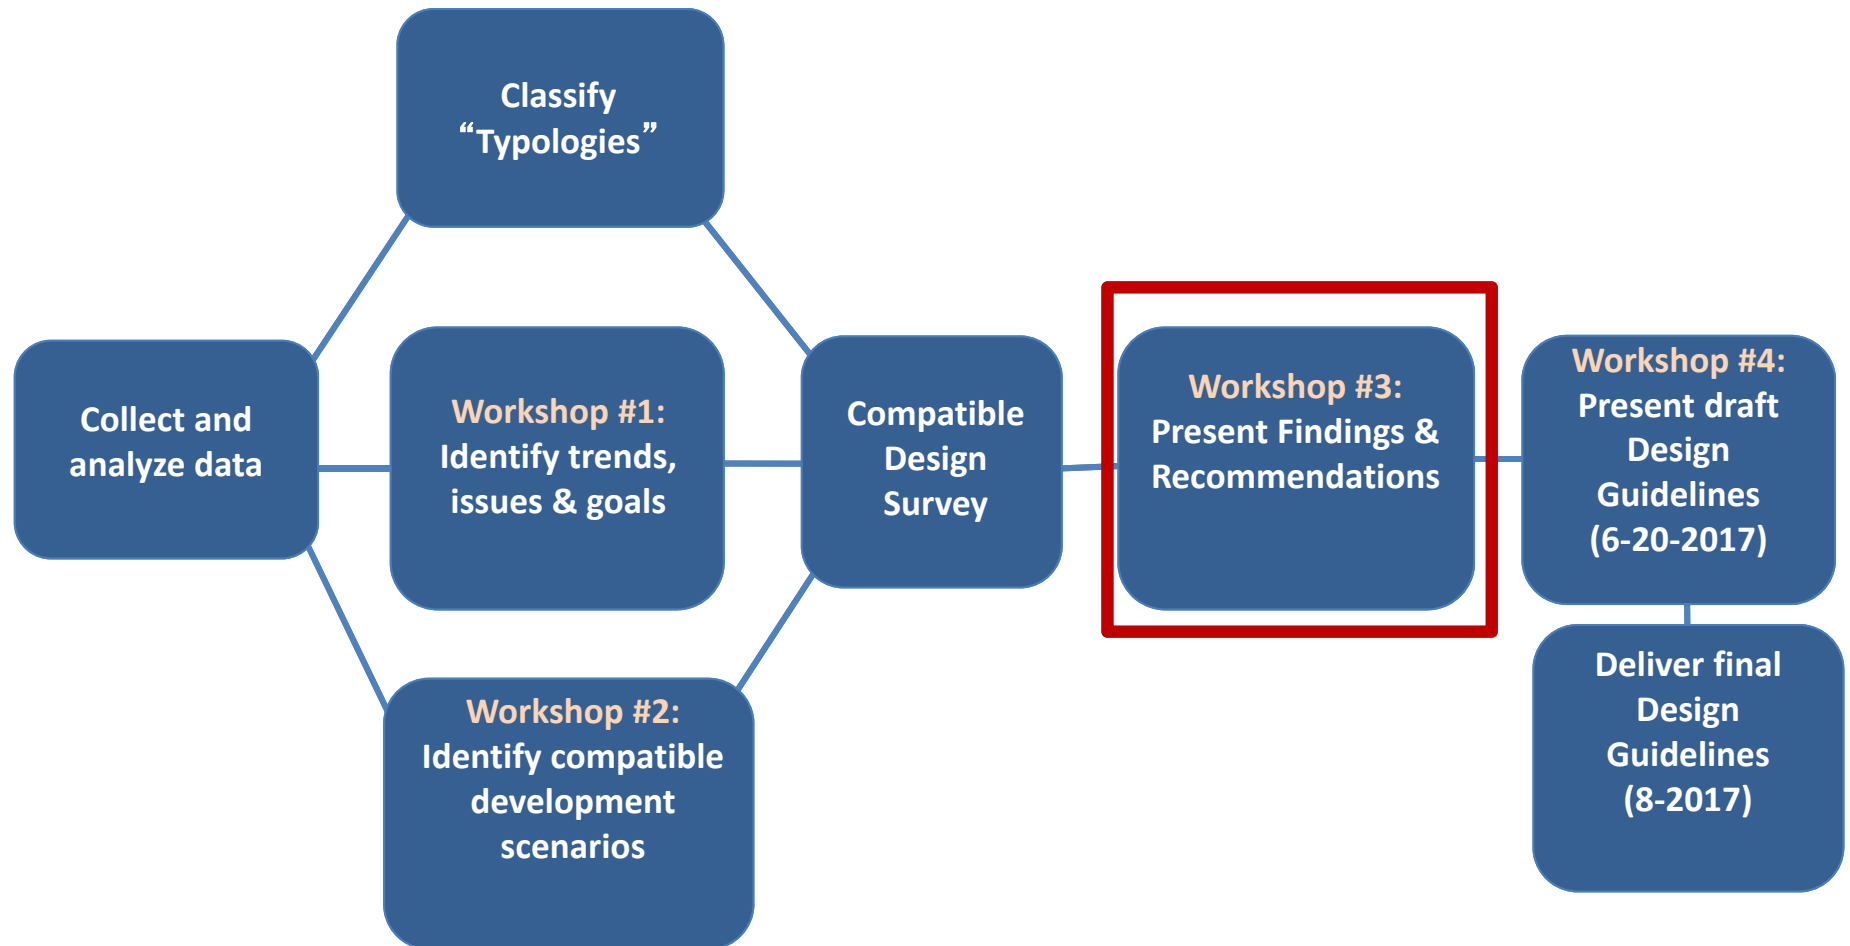 Classify
“Typologies”
Collect and
analyze data
Workshop #1:
Identify trends,
issues & goals
Workshop #2:
Identify compatible
development
scenarios
Compatible
Design
Survey
Workshop #3:
Present Findings &
Recommendations
Workshop #4:
Present draft
Design
Guidelines
(6-20-2017)
Deliver final
Design
Guidelines
(8-2017)